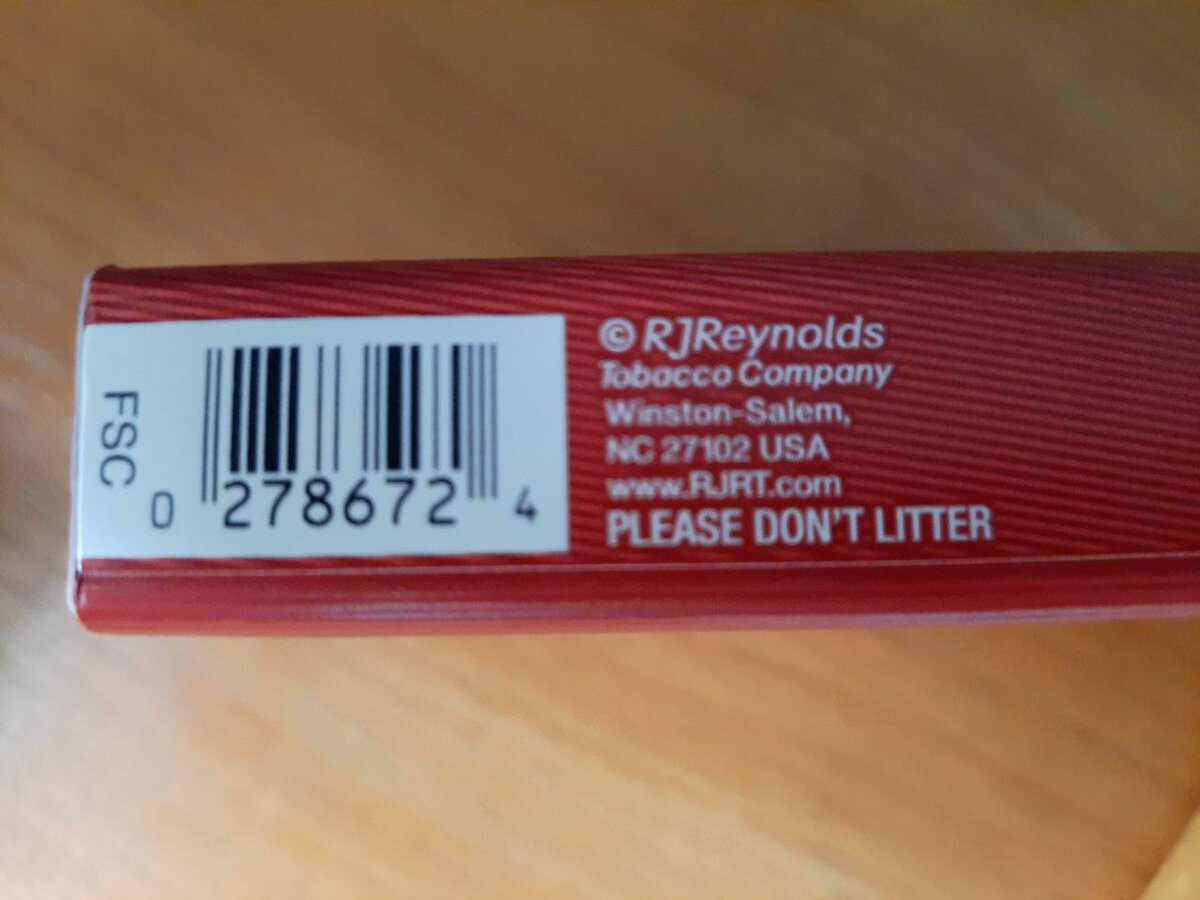 FSC
0 278672 4
© RJReynolds
Tobacco Company
Winston-Salem,
NC 27102 USA
www.RJRT.com
PLEASE DON'T LITTER